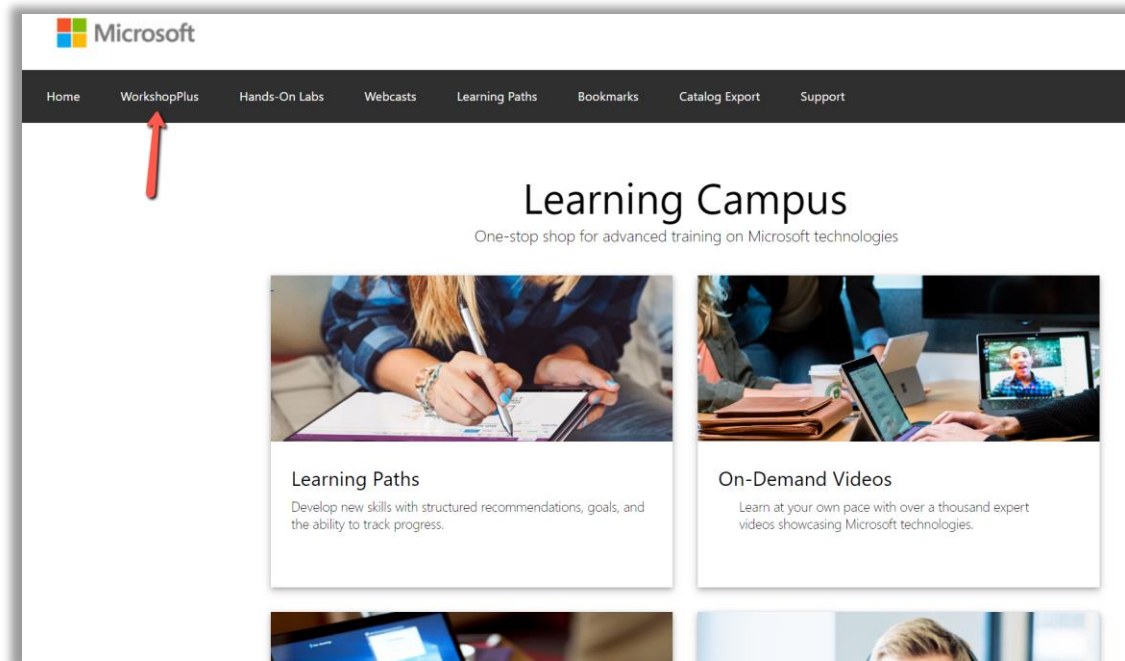 Microsoft
Home WorkshopPlus Hands-On Labs Webcasts Learning Paths Bookmarks Catalog Export Support
Learning Campus
One-stop shop for advanced training on Microsoft technologies
Learning Paths
Develop new skills with structured recommendations, goals, and
the ability to track progress.
On-Demand Videos
Learn at your own pace with over a thousand expert
videos showcasing Microsoft technologies.